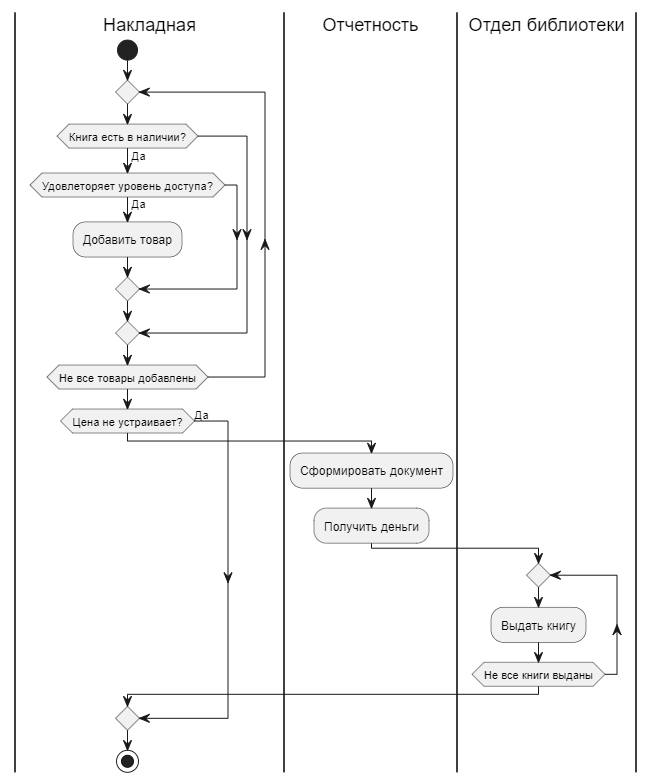 Накладная
Отчетность
Отдел библиотеки
Книга есть в наличии?
Да
Удовлеторяет уровень доступа?
Да
Добавить товар
Не все товары добавлены
Цена не устраивает?
Да
Сформировать документ
Получить деньги
Выдать книгу
Не все книги выданы